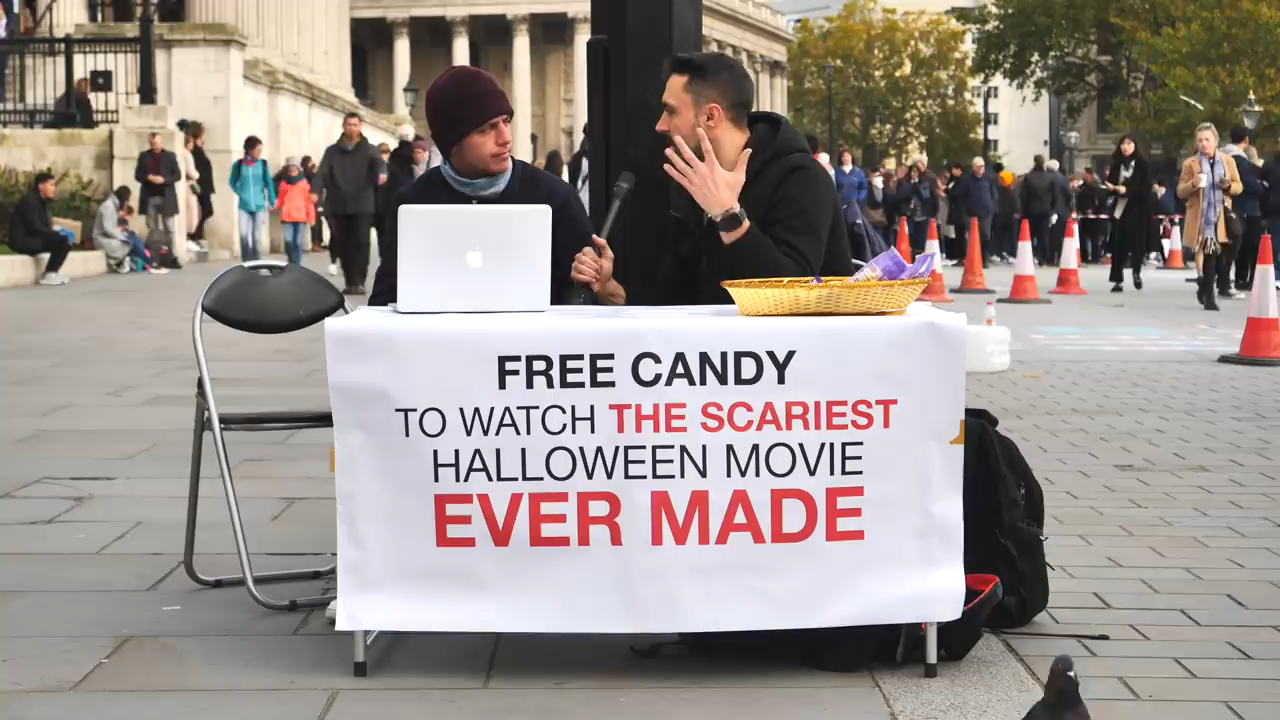 FREE CANDY
TO WATCH THE SCARIEST
HALLOWEEN MOVIE
EVER MADE